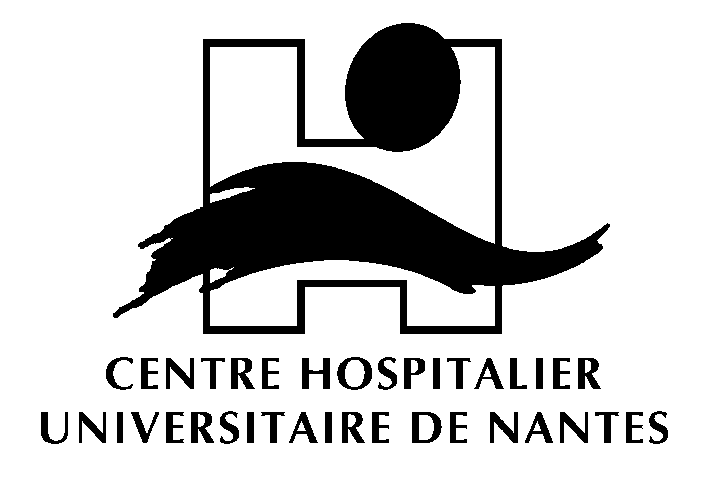 CENTRE HOSPITALIER
UNIVERSITAIRE DE NANTES